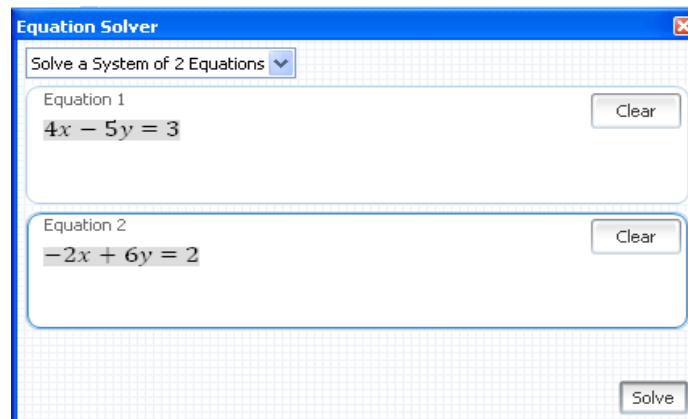 Equation Solver
Solve a System of 2 Equations
Equation 1
Clear
4x − 5y = 3
Equation 2
Clear
−2x + 6y = 2
Solve